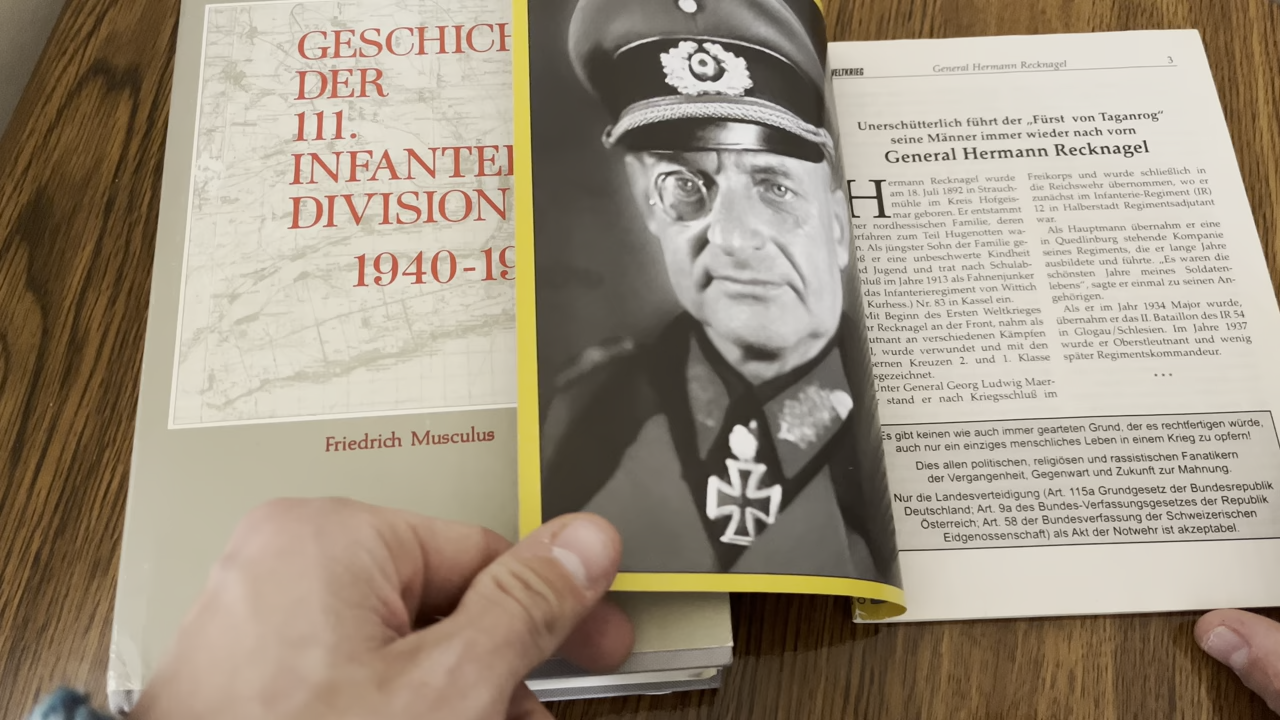 GESCHICH
DER
111.
INFANTE
DIVISION
1940-19
Friedrich Musculus
WELTKRIEG
General Hermann Recknagel
3
Unerschütterlich führt der „Fürst von Taganrog"
seine Männer immer wieder nach vorn
General Hermann Recknagel
Hermann Recknagel wurde
am 18. Juli 1892 in Strauch-
mühle im Kreis Hofgeis-
mar geboren. Er entstammt
ner nordhessischen Familie, deren
rfahren zum Teil Hugenotten wa-
n. Als jüngster Sohn der Familie ge-
ß er eine unbeschwerte Kindheit
nd Jugend und trat nach Schulab-
hluß im Jahre 1913 als Fahnenjunker
das Infanterieregiment von Wittich
Kurhess.) Nr. 83 in Kassel ein.
Mit Beginn des Ersten Weltkrieges
r Recknagel an der Front, nahm als
utnant an verschiedenen Kämpfen
l, wurde verwundet und mit den
ernen Kreuzen 2. und 1. Klasse
sgezeichnet.
Unter General Georg Ludwig Maer-
r stand er nach Kriegsschluß im
Freikorps und wurde schließlich in
die Reichswehr übernommen, wo er
zunächst im Infanterie-Regiment (IR)
12 in Halberstadt Regimentsadjutant
war.
Als Hauptmann übernahm er eine
in Quedlinburg stehende Kompanie
seines Regiments, die er lange Jahre
ausbildete und führte. „Es waren die
schönsten Jahre meines Soldaten-
lebens", sagte er einmal zu seinen An-
gehörigen.
Als er im Jahr 1934 Major wurde,
übernahm er das II. Bataillon des IR 54
in Glogau/Schlesien. Im Jahre 1937
wurde er Oberstleutnant und wenig
später Regimentskommandeur.
* * *
Es gibt keinen wie auch immer gearteten Grund, der es rechtfertigen würde,
auch nur ein einziges menschliches Leben in einem Krieg zu opfern!
Dies allen politischen, religiösen und rassistischen Fanatikern
der Vergangenheit, Gegenwart und Zukunft zur Mahnung.
Nur die Landesverteidigung (Art. 115a Grundgesetz der Bundesrepublik
Deutschland; Art. 9a des Bundes-Verfassungsgesetzes der Republik
Österreich; Art. 58 der Bundesverfassung der Schweizerischen
Eidgenossenschaft) als Akt der Notwehr ist akzeptabel.